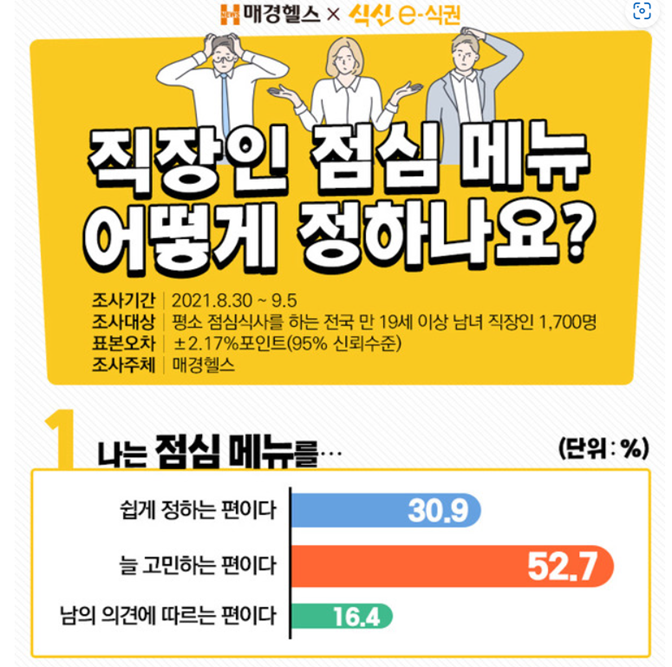 NEWS 매경헬스 × 식신 e-식권
직장인 점심 메뉴
어떻게 정하나요?
조사기간 | 2021.8.30 ~ 9.5
조사대상 | 평소 점심식사를 하는 전국 만 19세 이상 남녀 직장인 1,700명
표본오차 | ±2.17%포인트(95% 신뢰수준)
조사주체 | 매경헬스
1 나는 점심 메뉴를… (단위 : %)
쉽게 정하는 편이다 30.9
늘 고민하는 편이다 52.7
남의 의견에 따르는 편이다 16.4